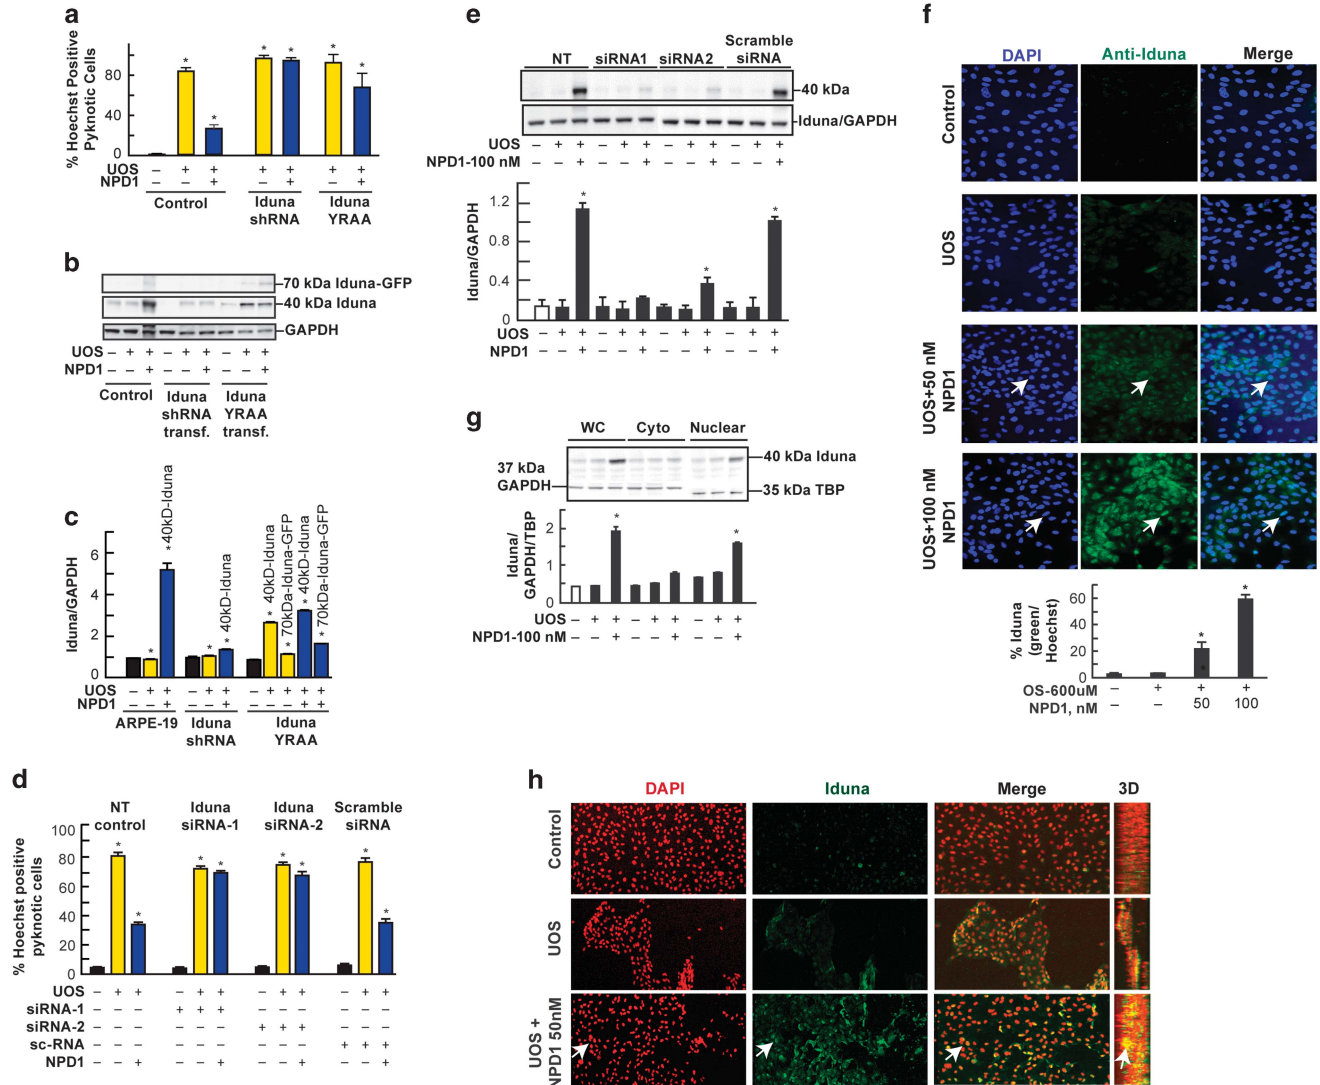 a
% Hoechst Positive
Pyknotic Cells
80
40
0
* * * * * *
UOS – + + + + + +
NPD1 – – + – + – +
Control
Iduna
shRNA
Iduna
YRAA
b
70 kDa Iduna-GFP
40 kDa Iduna
GAPDH
UOS – + + – + + – + +
NPD1 – – + – – + – – +
Control
Iduna
shRNA
transf.
Iduna
YRAA
transf.
c
Iduna/GAPDH
6
4
2
0
* 40kD-Iduna
*
*
* 40kD-Iduna
* 40kD-Iduna
* 70kDa-Iduna-GFP
* 40kD-Iduna
* 70kDa-Iduna-GFP
UOS – + + – + + – + + + +
NPD1 – – + – – + – – – + +
ARPE-19
Iduna
shRNA
Iduna
YRAA
d
NT
control
Iduna
siRNA-1
Iduna
siRNA-2
Scramble
siRNA
% Hoechst positive
pyknotic cells
100
80
60
40
20
0
* * * * * * * *
UOS – + + – + + – + + – + +
siRNA-1 – – – + + + – – – – – –
siRNA-2 – – – – – – + + + – – –
sc-RNA – – – – – – – – – + + +
NPD1 – – + – – + – – + – – +
e
NT
siRNA1
siRNA2
Scramble
siRNA
40 kDa
Iduna/GAPDH
UOS – + + – + + – + + – + +
NPD1-100 nM – – + – – + – – + – – +
Iduna/GAPDH
1.2
0.8
0.4
0
* * *
UOS – + + – + + – + + – + +
NPD1 – – + – – + – – + – – +
g
WC
Cyto
Nuclear
37 kDa
GAPDH
40 kDa Iduna
35 kDa TBP
Iduna/
GAPDH/TBP
2
1
0
* *
UOS – + + – + + – + +
NPD1-100 nM – – + – – + – – +
f
DAPI
Anti-Iduna
Merge
Control
UOS
UOS+50 nM
NPD1
UOS+100 nM
NPD1
% Iduna
(green/
Hoechst)
60
40
20
0
* *
OS-600uM – + + +
NPD1, nM – – 50 100
h
DAPI
Iduna
Merge
3D
Control
UOS
UOS +
NPD1 50nM